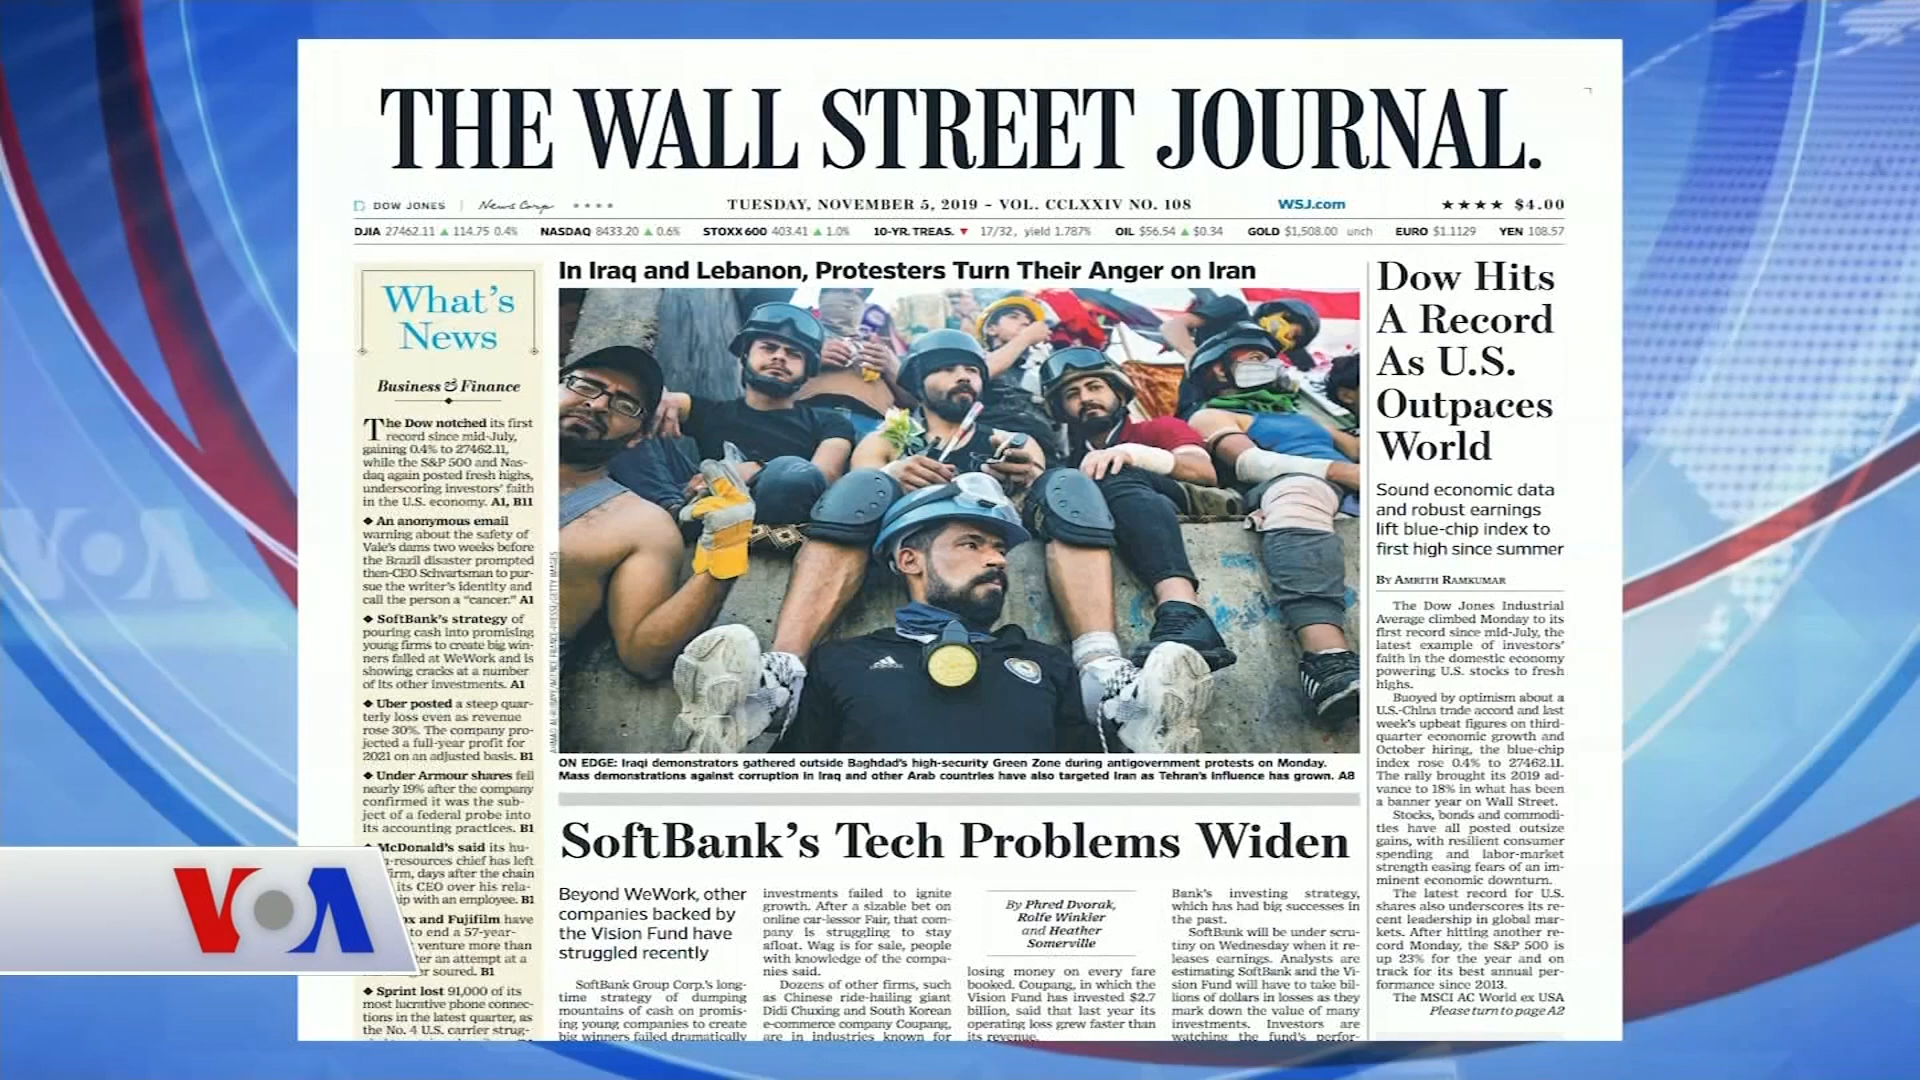 THE WALL STREET JOURNAL.
DOW JONES | News Corp ★★★★
TUESDAY, NOVEMBER 5, 2019 - VOL. CCLXXIV NO. 108
WSJ.com
★★★★ $4.00
DJIA 27462.11 ▲ 114.75 0.4% NASDAQ 8433.20 ▲ 0.6% STOXX 600 403.41 ▲ 1.0% 10-YR. TREAS. ▼ 17/32, yield 1.787% OIL $56.54 ▲ $0.34 GOLD $1,508.00 unch EURO $1.1129 YEN 108.57
What's
News
Business & Finance
The Dow notched its first
record since mid-July,
gaining 0.4% to 27462.11,
while the S&P 500 and Nas-
daq again posted fresh highs,
underscoring investors' faith
in the U.S. economy. A1, B11
◆ An anonymous email
warning about the safety of
Vale's dams two weeks before
the Brazil disaster prompted
then-CEO Schvartsman to pur-
sue the writer's identity and
call the person a "cancer." A1
◆ SoftBank's strategy of
pouring cash into promising
young firms to create big win-
ners failed at WeWork and is
showing cracks at a number
of its other investments. A1
◆ Uber posted a steep quar-
terly loss even as revenue
rose 30%. The company pro-
jected a full-year profit for
2021 on an adjusted basis. B1
◆ Under Armour shares fell
nearly 19% after the company
confirmed it was the sub-
ject of a federal probe into
its accounting practices. B1
McDonald's said its hu-
-resources chief has left
firm, days after the chain
its CEO over his rela-
ip with an employee. B1
x and Fujifilm have
to end a 57-year-
venture more than
ter an attempt at a
er soured. B1
◆ Sprint lost 91,000 of its
most lucrative phone connec-
tions in the latest quarter, as
the No. 4 U.S. carrier strug-
In Iraq and Lebanon, Protesters Turn Their Anger on Iran
adidas
ON EDGE: Iraqi demonstrators gathered outside Baghdad's high-security Green Zone during antigovernment protests on Monday.
Mass demonstrations against corruption in Iraq and other Arab countries have also targeted Iran as Tehran's influence has grown. A8
SoftBank's Tech Problems Widen
Beyond WeWork, other
companies backed by
the Vision Fund have
struggled recently
SoftBank Group Corp.'s long-
time strategy of dumping
mountains of cash on promis-
ing young companies to create
big winners failed dramatically
investments failed to ignite
growth. After a sizable bet on
online car-lessor Fair, that com-
pany is struggling to stay
afloat. Wag is for sale, people
with knowledge of the compa-
nies said.
Dozens of other firms, such
as Chinese ride-hailing giant
Didi Chuxing and South Korean
e-commerce company Coupang,
are in industries known for
By Phred Dvorak,
Rolfe Winkler
and Heather
Somerville
losing money on every fare
booked. Coupang, in which the
Vision Fund has invested $2.7
billion, said that last year its
operating loss grew faster than
its revenue.
Bank's investing strategy,
which has had big successes in
the past.
SoftBank will be under scru-
tiny on Wednesday when it re-
leases earnings. Analysts are
estimating SoftBank and the Vi-
sion Fund will have to take bil-
lions of dollars in losses as they
mark down the value of many
investments. Investors are
watching the fund's perfor-
Dow Hits
A Record
As U.S.
Outpaces
World
Sound economic data
and robust earnings
lift blue-chip index to
first high since summer
BY AMRITH RAMKUMAR
The Dow Jones Industrial
Average climbed Monday to its
first record since mid-July, the
latest example of investors'
faith in the domestic economy
powering U.S. stocks to fresh
highs.
Buoyed by optimism about a
U.S.-China trade accord and last
week's upbeat figures on third-
quarter economic growth and
October hiring, the blue-chip
index rose 0.4% to 27462.11.
The rally brought its 2019 ad-
vance to 18% in what has been
a banner year on Wall Street.
Stocks, bonds and commodi-
ties have all posted outsize
gains, with resilient consumer
spending and labor-market
strength easing fears of an im-
minent economic downturn.
The latest record for U.S.
shares also underscores its re-
cent leadership in global mar-
kets. After hitting another re-
cord Monday, the S&P 500 is
up 23% for the year and on
track for its best annual per-
formance since 2013.
The MSCI AC World ex USA
Please turn to page A2
VOA
VOA